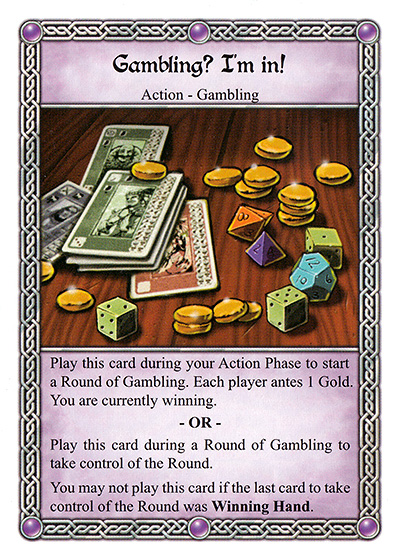 Gambling? I'm in!
Action - Gambling
Play this card during your Action Phase to start
a Round of Gambling. Each player antes 1 Gold.
You are currently winning.
- OR -
Play this card during a Round of Gambling to
take control of the Round.
You may not play this card if the last card to take
control of the Round was Winning Hand.